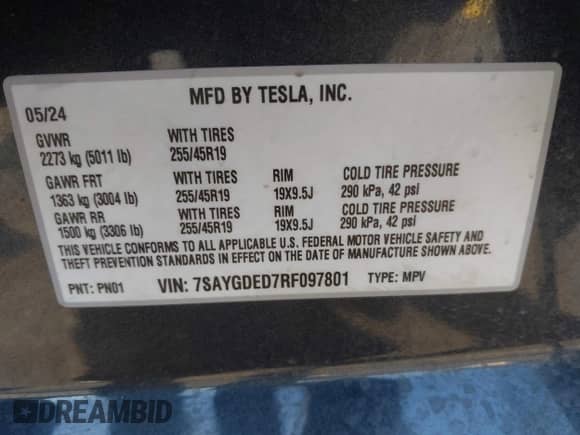 MFD BY TESLA, INC.
05/24
GVWR WITH TIRES
2273 kg (5011 lb) 255/45R19
GAWR FRT WITH TIRES RIM COLD TIRE PRESSURE
1363 kg (3004 lb) 255/45R19 19X9.5J 290 kPa, 42 psi
GAWR RR WITH TIRES RIM COLD TIRE PRESSURE
1500 kg (3306 lb) 255/45R19 19X9.5J 290 kPa, 42 psi
THIS VEHICLE CONFORMS TO ALL APPLICABLE U.S. FEDERAL MOTOR VEHICLE SAFETY AND
THEFT PREVENTION STANDARDS IN EFFECT ON THE DATE OF MANUFACTURE SHOWN ABOVE.
PNT: PN01 VIN: 7SAYGDED7RF097801 TYPE: MPV
DREAMBID